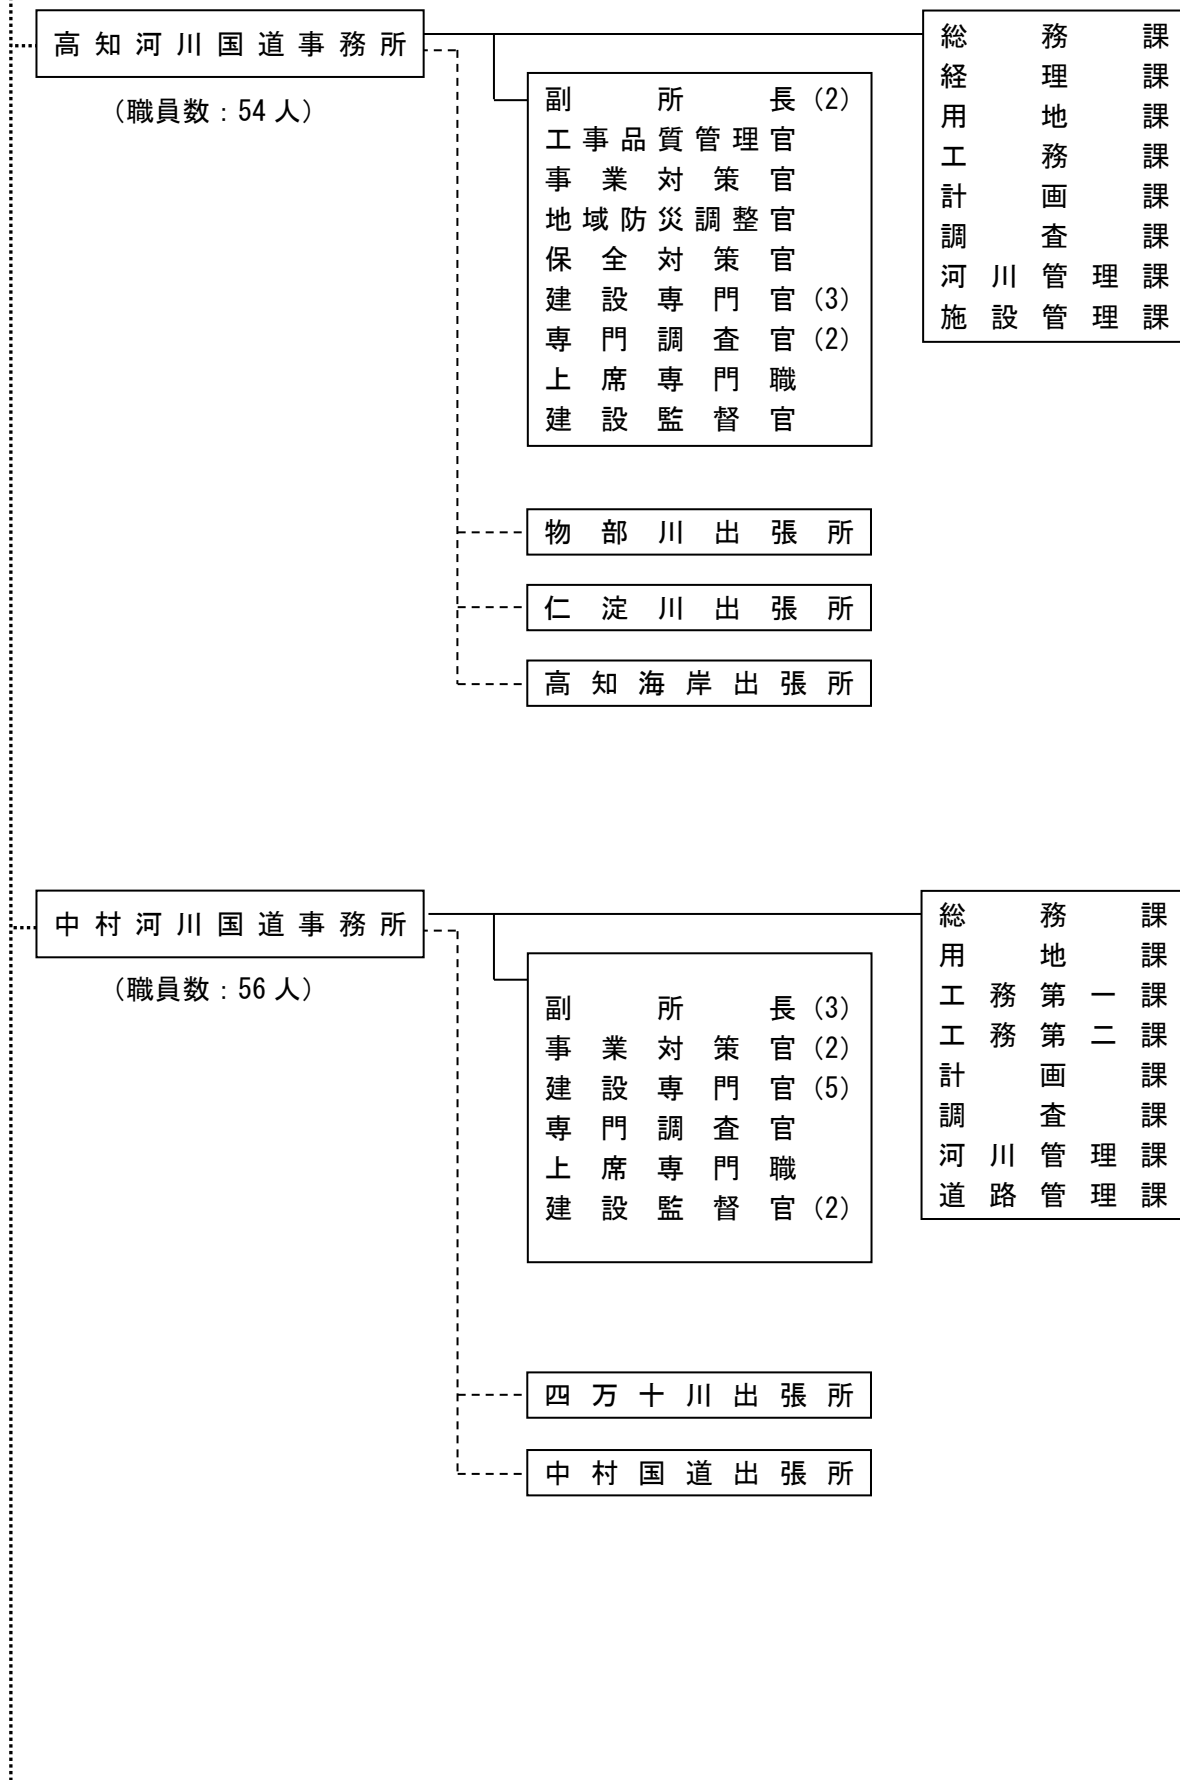 高知河川国道事務所
（職員数：54人）
副所長（2）
工事品質管理官
事業対策官
地域防災調整官
保全対策官
建設専門官（3）
専門調査官（2）
上席専門職
建設監督官
総務課
経理課
用地課
工務課
計画課
調査課
河川管理課
施設管理課
物部川出張所
仁淀川出張所
高知海岸出張所
中村河川国道事務所
（職員数：56人）
副所長（3）
事業対策官（2）
建設専門官（5）
専門調査官
上席専門職
建設監督官（2）
総務課
用地課
工務第一課
工務第二課
計画課
調査課
河川管理課
道路管理課
四万十川出張所
中村国道出張所